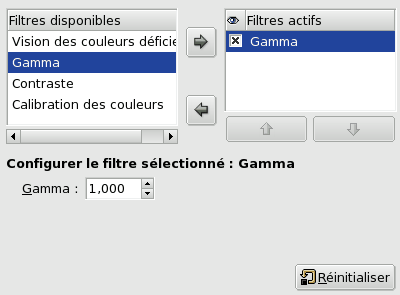 Filtres disponibles
Vision des couleurs déficie
Gamma
Contraste
Calibration des couleurs
Filtres actifs
Gamma
Configurer le filtre sélectionné : Gamma
Gamma : 1,000
Réinitialiser